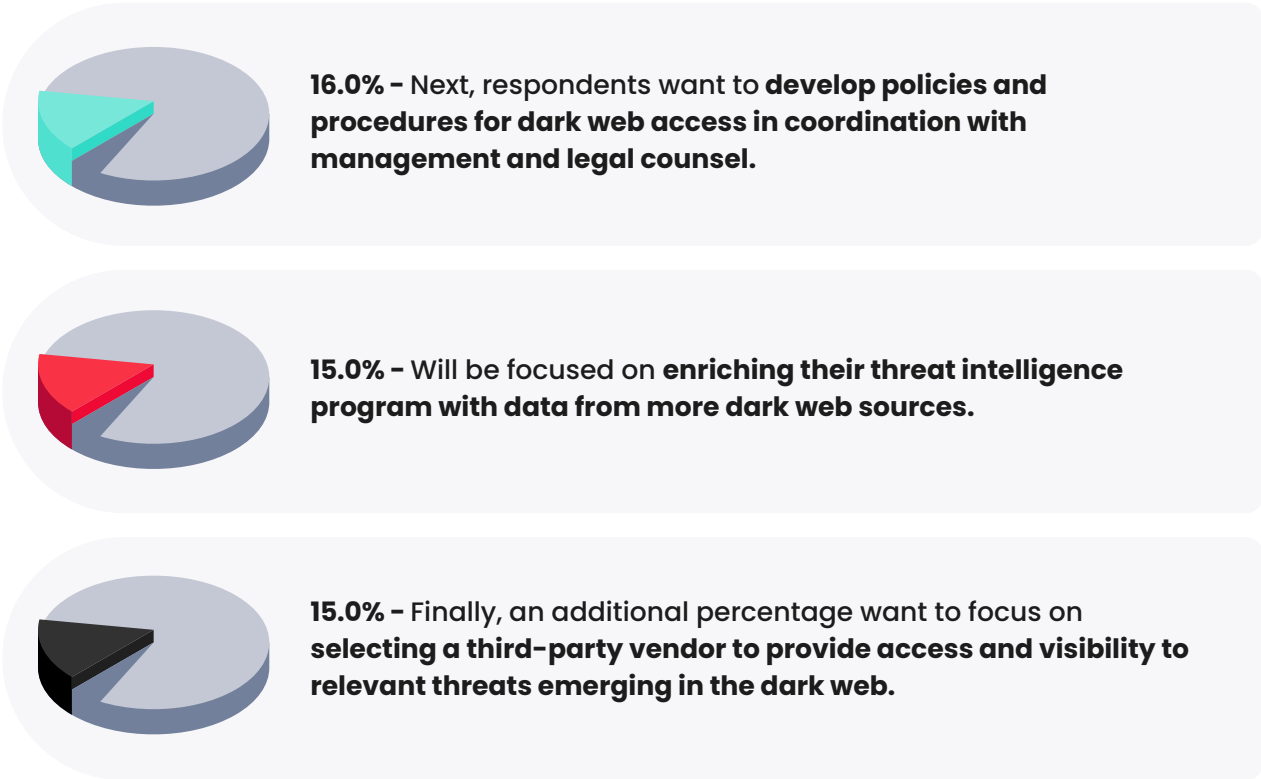 16.0% – Next, respondents want to develop policies and
procedures for dark web access in coordination with
management and legal counsel.
15.0% – Will be focused on enriching their threat intelligence
program with data from more dark web sources.
15.0% – Finally, an additional percentage want to focus on
selecting a third-party vendor to provide access and visibility to
relevant threats emerging in the dark web.